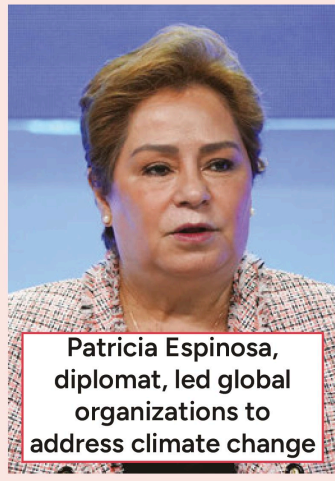 Patricia Espinosa,
diplomat, led global
organizations to
address climate change